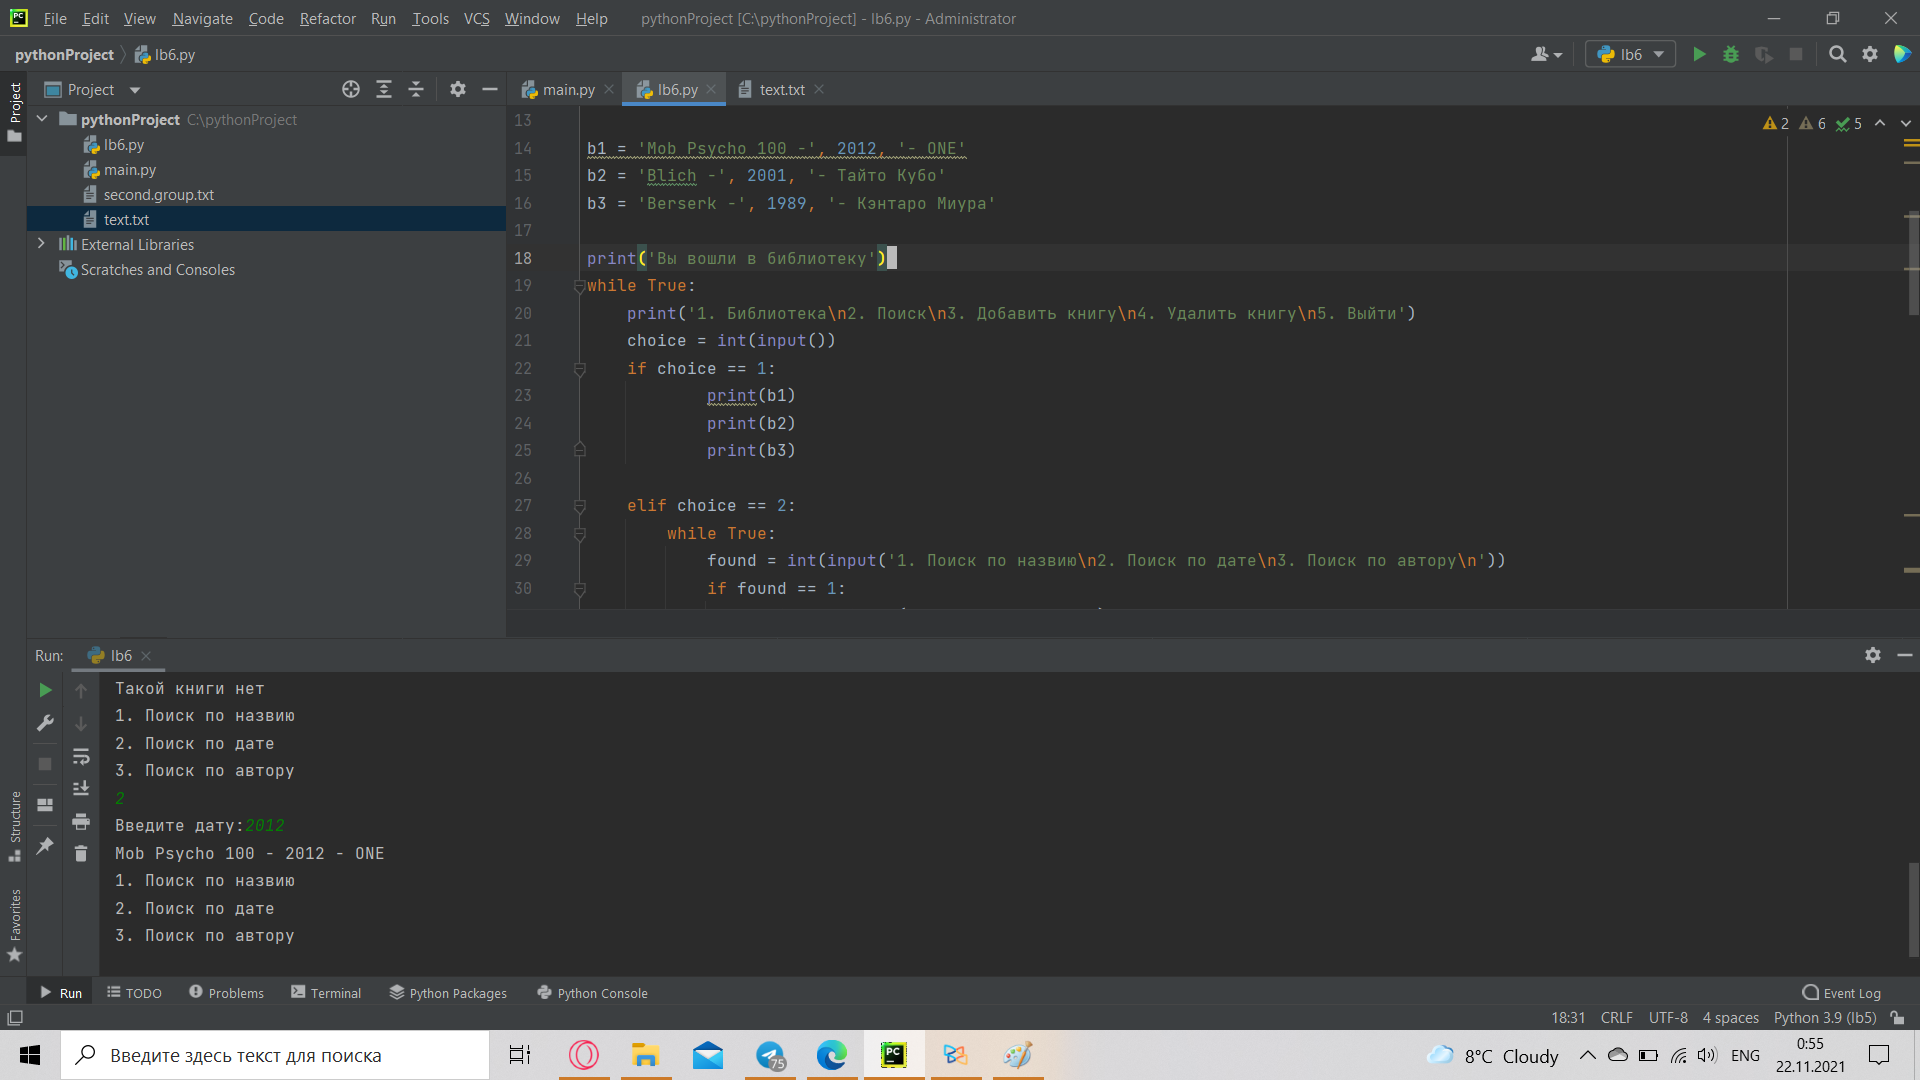 File Edit View Navigate Code Refactor Run Tools VCS Window Help pythonProject [C:\pythonProject] - lb6.py - Administrator
pythonProject lb6.py
lb6
Project
Project
main.py lb6.py text.txt
pythonProject C:\pythonProject
lb6.py
main.py
second.group.txt
text.txt
External Libraries
Scratches and Consoles
2 6 5
13
14 b1 = 'Mob Psycho 100 -', 2012, '- ONE'
15 b2 = 'Blich -', 2001, '- Тайто Кубо'
16 b3 = 'Berserk -', 1989, '- Кэнтаро Миура'
17
18 print('Вы вошли в библиотеку')
19 while True:
20 print('1. Библиотека\n2. Поиск\n3. Добавить книгу\n4. Удалить книгу\n5. Выйти')
21 choice = int(input())
22 if choice == 1:
23 print(b1)
24 print(b2)
25 print(b3)
26
27 elif choice == 2:
28 while True:
29 found = int(input('1. Поиск по назвию\n2. Поиск по дате\n3. Поиск по автору\n'))
30 if found == 1:
Run: lb6
Такой книги нет
1. Поиск по назвию
2. Поиск по дате
3. Поиск по автору
2
Введите дату:2012
Mob Psycho 100 - 2012 - ONE
1. Поиск по назвию
2. Поиск по дате
3. Поиск по автору
Structure
Favorites
Run TODO Problems Terminal Python Packages Python Console Event Log
18:31 CRLF UTF-8 4 spaces Python 3.9 (lb5)
Введите здесь текст для поиска
75
PC
8°C Cloudy
ENG
0:55
22.11.2021